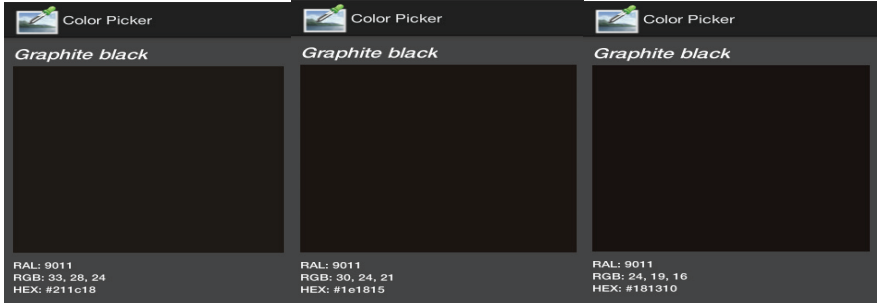 Color Picker
Graphite black
RAL: 9011
RGB: 33, 28, 24
HEX: #211c18
Color Picker
Graphite black
RAL: 9011
RGB: 30, 24, 21
HEX: #1e1815
Color Picker
Graphite black
RAL: 9011
RGB: 24, 19, 16
HEX: #181310